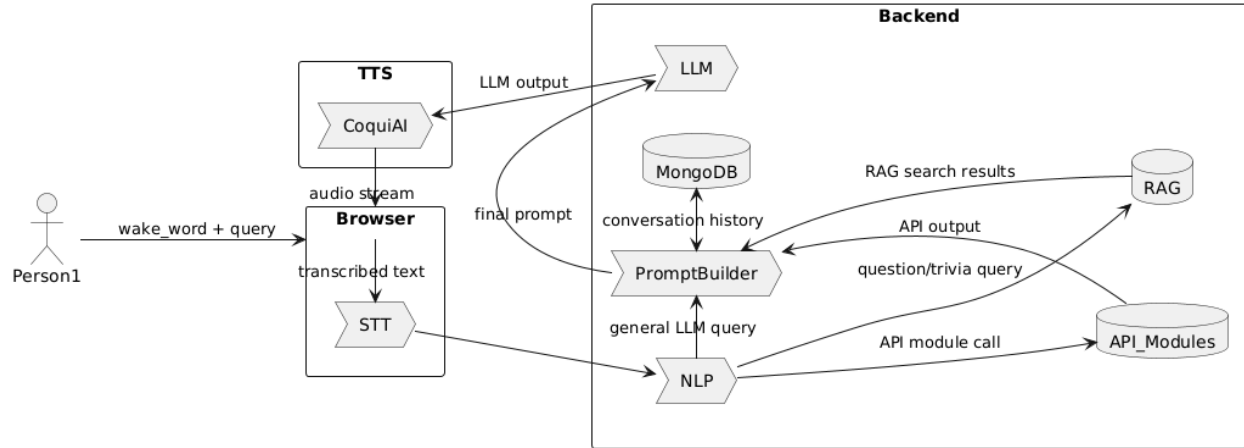 Backend
TTS
LLM output
LLM
CoquiAI
MongoDB
RAG search results
RAG
audio stream
Browser
final prompt
conversation history
API output
wake_word + query
Person1
transcribed text
PromptBuilder
question/trivia query
STT
general LLM query
API module call
API_Modules
NLP